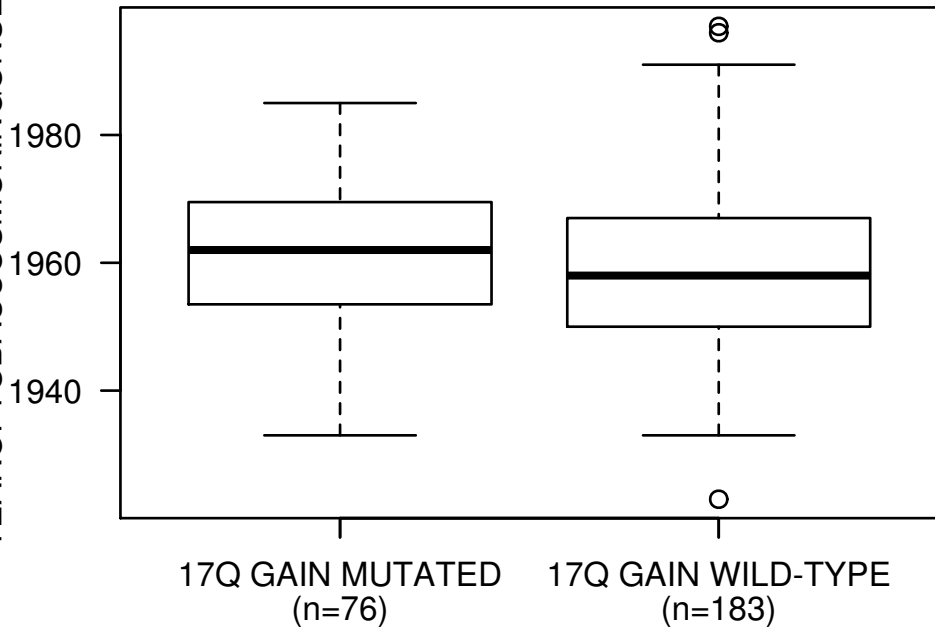 1980
1960
1940
17Q GAIN MUTATED
(n=76)
17Q GAIN WILD-TYPE
(n=183)